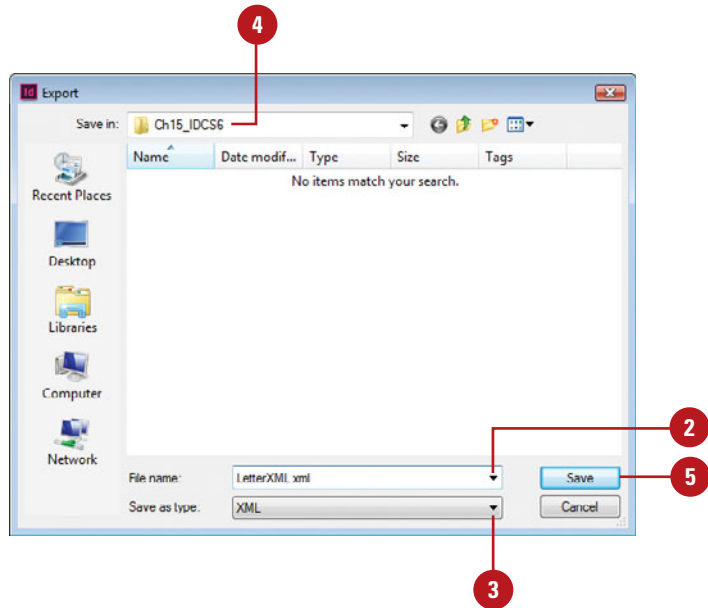 4
Id Export
Save in: Ch15_IDCS6
Name Date modif... Type Size Tags
No items match your search.
Recent Places
Desktop
Libraries
Computer
Network
2
File name: LetterXML.xml Save
5
Save as type: XML Cancel
3